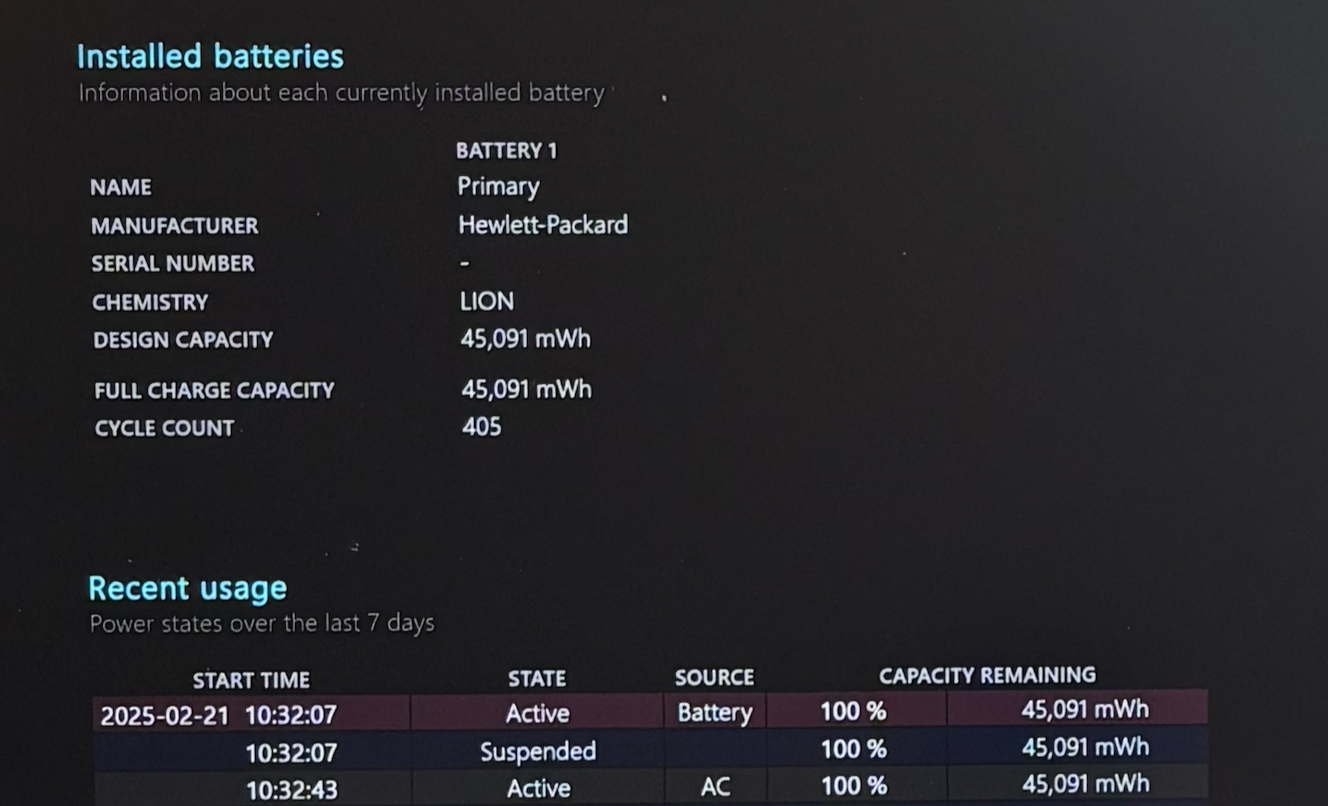 Installed batteries
Information about each currently installed battery
BATTERY 1
NAME Primary
MANUFACTURER Hewlett-Packard
SERIAL NUMBER -
CHEMISTRY LION
DESIGN CAPACITY 45,091 mWh
FULL CHARGE CAPACITY 45,091 mWh
CYCLE COUNT 405
Recent usage
Power states over the last 7 days
START TIME STATE SOURCE CAPACITY REMAINING
2025-02-21 10:32:07 Active Battery 100 % 45,091 mWh
10:32:07 Suspended 100 % 45,091 mWh
10:32:43 Active AC 100 % 45,091 mWh